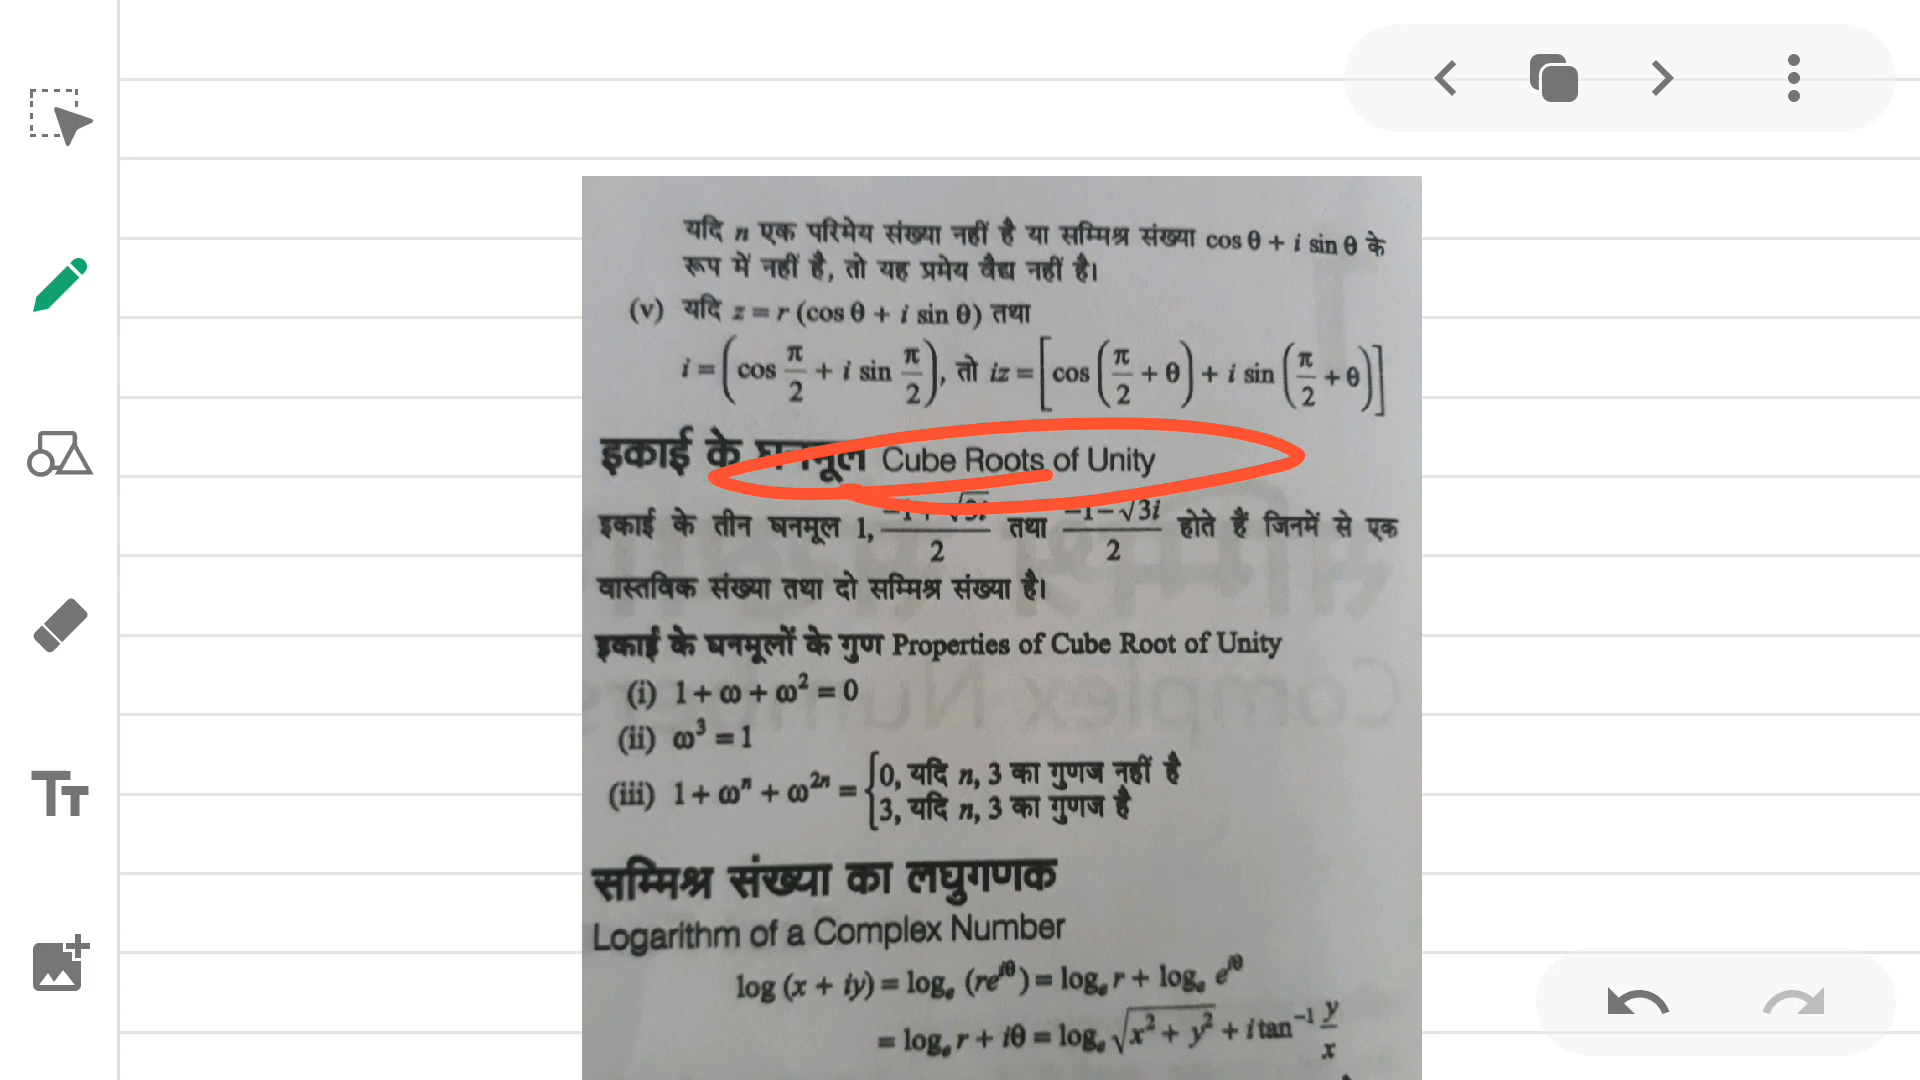 यदि n एक परिमेय संख्या नहीं है या सम्मिश्र संख्या cos θ + i sin θ के
रूप में नहीं है, तो यह प्रमेय वैद्य नहीं है।
(v) यदि z = r (cos θ + i sin θ) तथा
i = (cos π/2 + i sin π/2), तो iz = [cos (π/2 + θ) + i sin (π/2 + θ)]
इकाई के घनमूल Cube Roots of Unity
इकाई के तीन घनमूल 1, (-1 + √3i)/2 तथा (-1 - √3i)/2 होते हैं जिनमें से एक
वास्तविक संख्या तथा दो सम्मिश्र संख्या है।
इकाई के घनमूलों के गुण Properties of Cube Root of Unity
(i) 1 + ω + ω² = 0
(ii) ω³ = 1
(iii) 1 + ωⁿ + ω²ⁿ = { 0, यदि n, 3 का गुणज नहीं है
3, यदि n, 3 का गुणज है
सम्मिश्र संख्या का लघुगणक
Logarithm of a Complex Number
log (x + iy) = logₑ (re^{iθ}) = logₑ r + logₑ e^{iθ}
= logₑ r + iθ = logₑ √(x² + y²) + i tan⁻¹ y/x